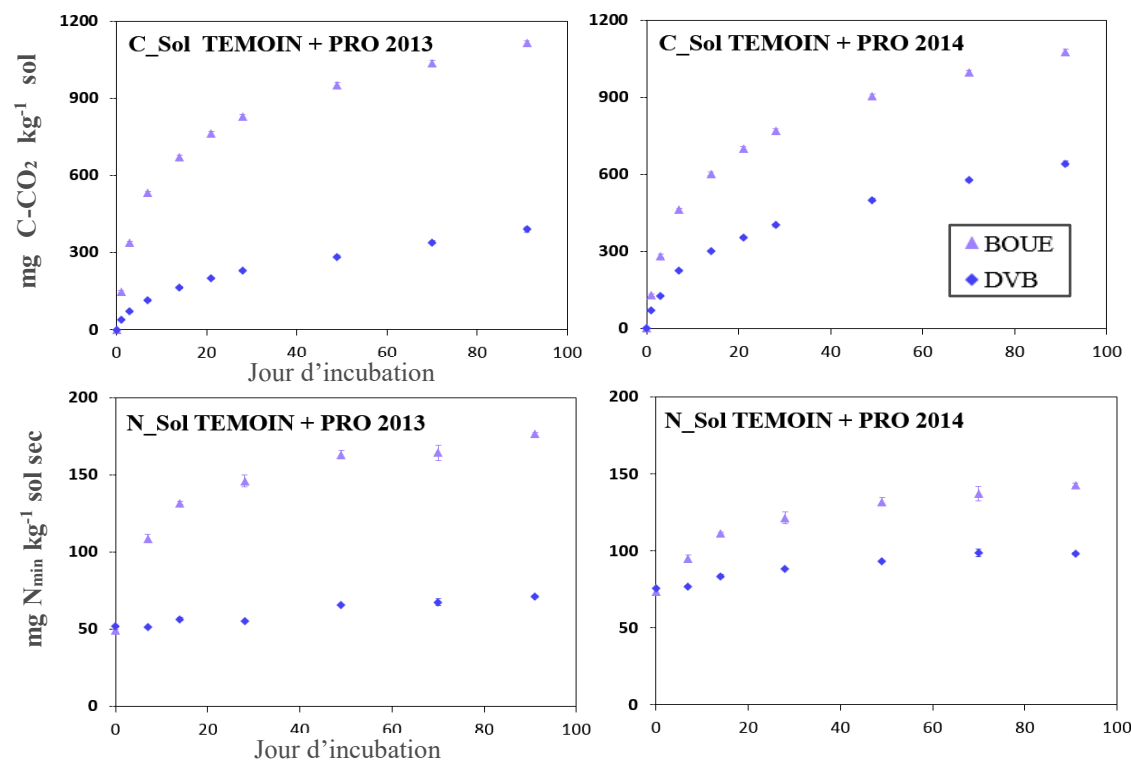 mg C-CO₂ kg⁻¹ sol
1200
900
600
300
0
C_Sol TEMOIN + PRO 2013
0 20 40 60 80 100
Jour d’incubation
1200
900
600
300
0
C_Sol TEMOIN + PRO 2014
BOUE
DVB
0 20 40 60 80 100
mg Nmin kg⁻¹ sol sec
200
150
100
50
0
N_Sol TEMOIN + PRO 2013
0 20 40 60 80 100
Jour d’incubation
200
150
100
50
0
N_Sol TEMOIN + PRO 2014
0 20 40 60 80 100